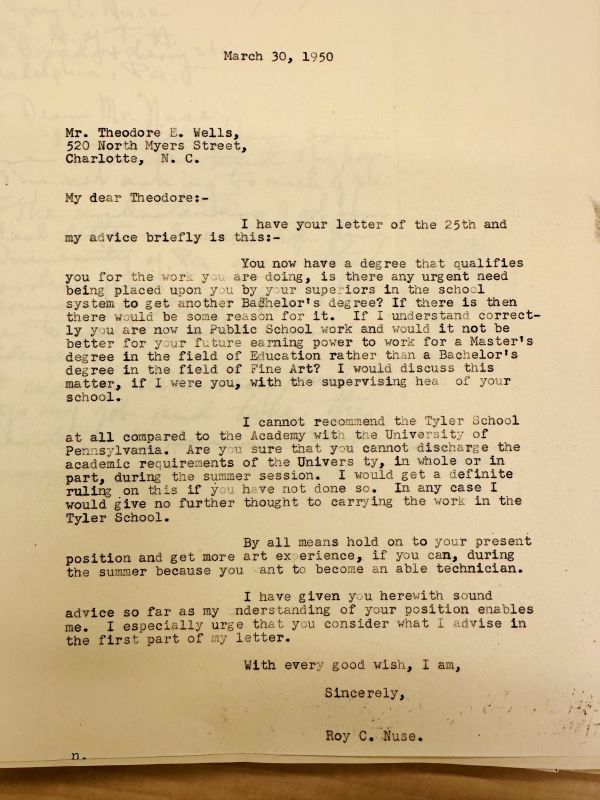 March 30, 1950
Mr. Theodore E. Wells,
520 North Myers Street,
Charlotte, N. C.
My dear Theodore:-
I have your letter of the 25th and
my advice briefly is this:-
You now have a degree that qualifies
you for the work you are doing, is there any urgent need
being placed upon you by your superiors in the school
system to get another Bachelor's degree? If there is then
there would be some reason for it. If I understand correct-
ly you are now in Public School work and would it not be
better for your future earning power to work for a Master's
degree in the field of Education rather than a Bachelor's
degree in the field of Fine Art? I would discuss this
matter, if I were you, with the supervising hea of your
school.
I cannot recommend the Tyler School
at all compared to the Academy with the University of
Pennsylvania. Are you sure that you cannot discharge the
academic requirements of the Univers ty, in whole or in
part, during the summer session. I would get a definite
ruling on this if you have not done so. In any case I
would give no further thought to carrying the work in the
Tyler School.
By all means hold on to your present
position and get more art ex erience, if you can, during
the summer because you ant to become an able technician.
I have given you herewith sound
advice so far as my nderstanding of your position enables
me. I especially urge that you consider what I advise in
the first part of my letter.
With every good wish, I am,
Sincerely,
Roy C. Nuse.
n.